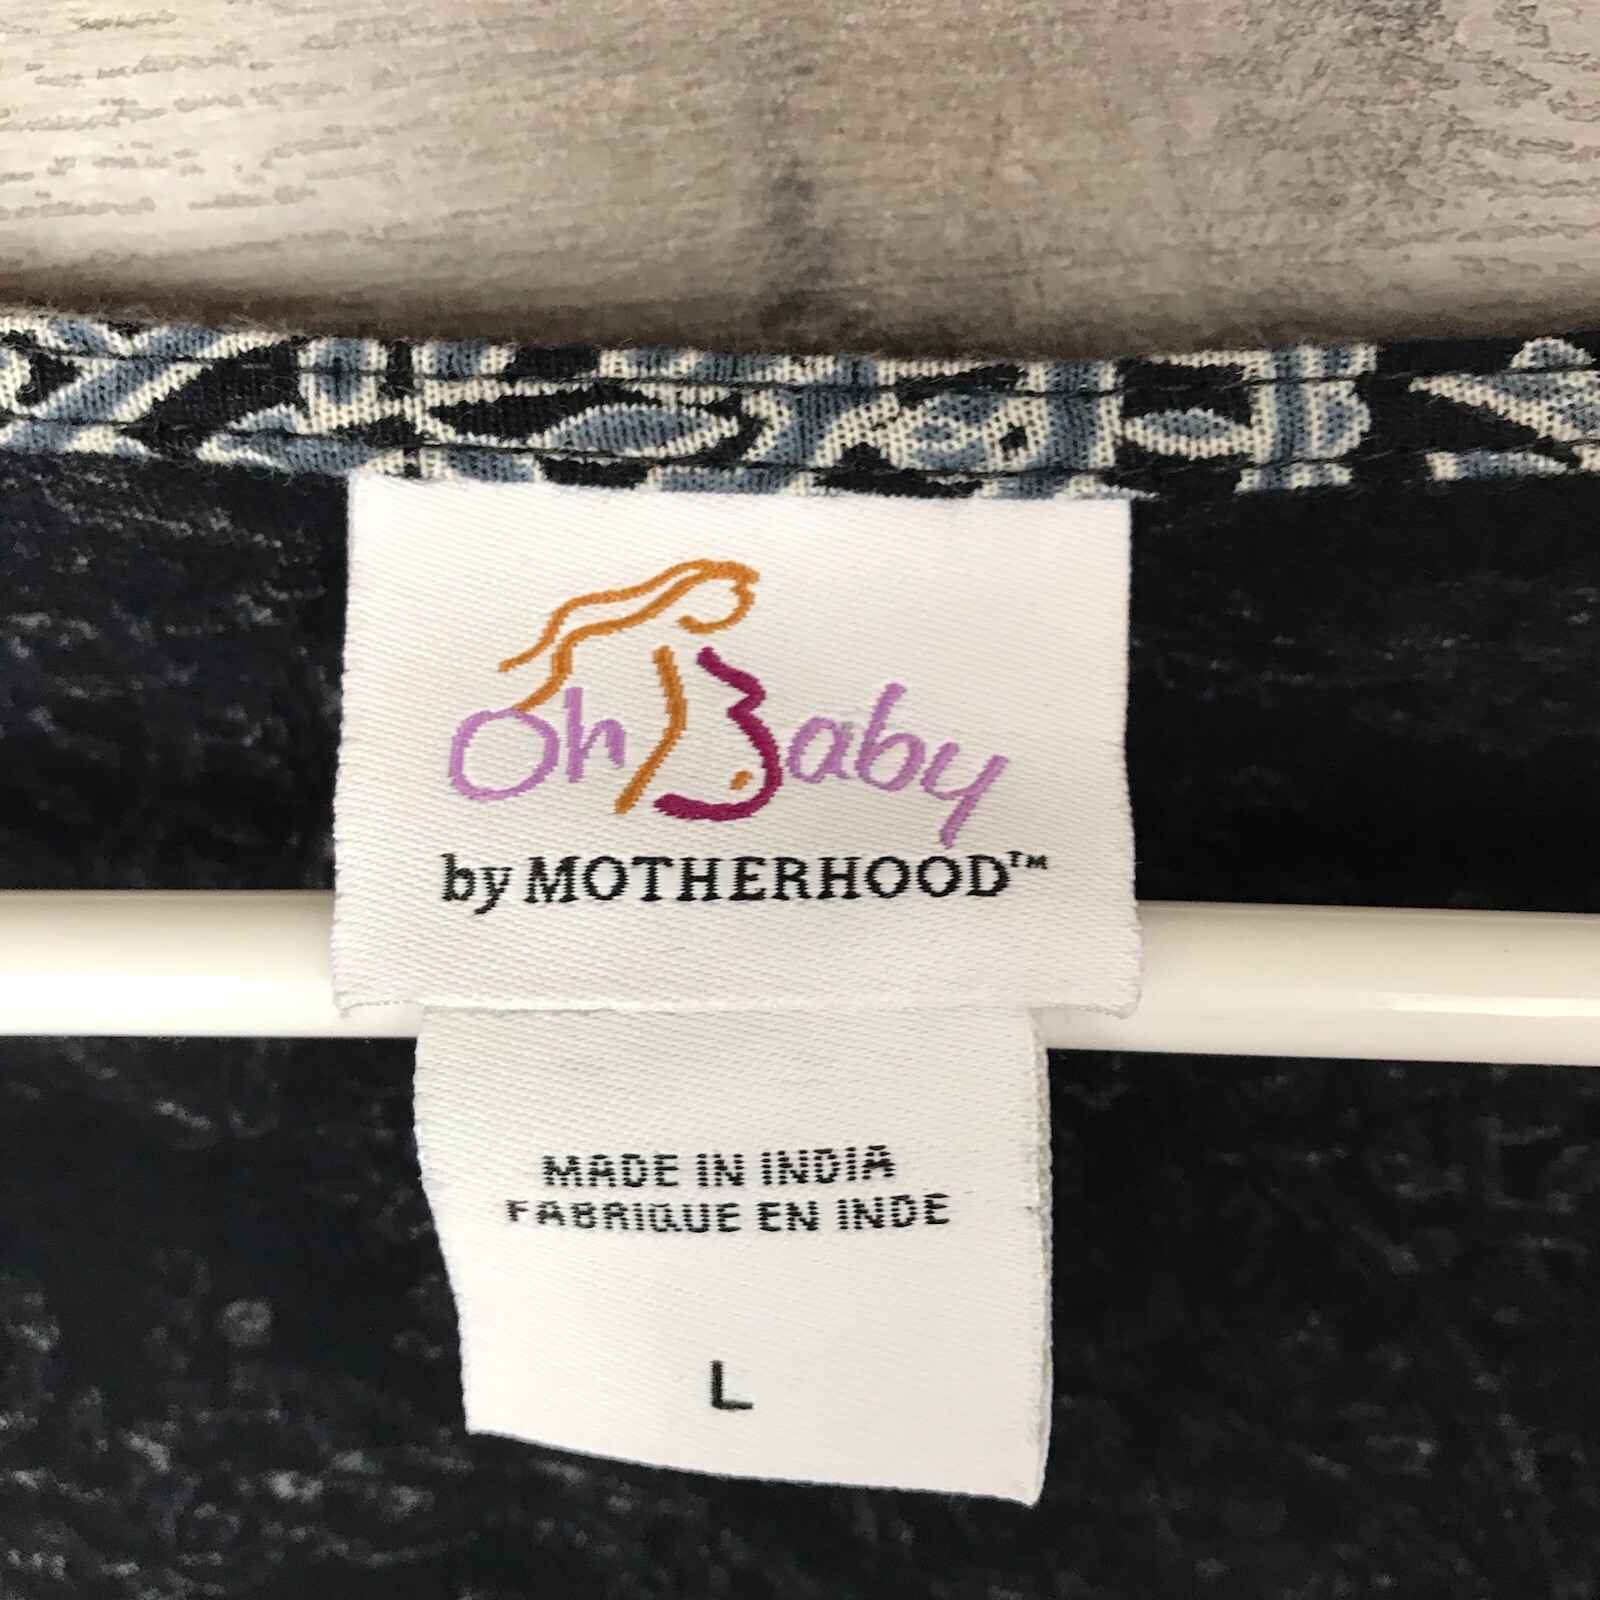 Oh Baby
by MOTHERHOOD™
MADE IN INDIA
FABRIQUE EN INDE
L